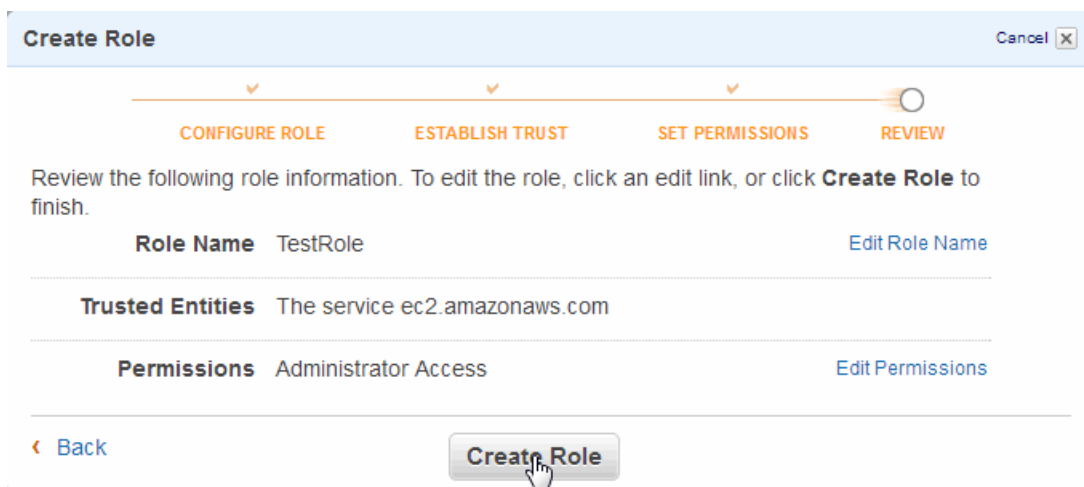 Create Role
Cancel
CONFIGURE ROLE
ESTABLISH TRUST
SET PERMISSIONS
REVIEW
Review the following role information. To edit the role, click an edit link, or click Create Role to
finish.
Role Name TestRole Edit Role Name
Trusted Entities The service ec2.amazonaws.com
Permissions Administrator Access Edit Permissions
Back
Create Role